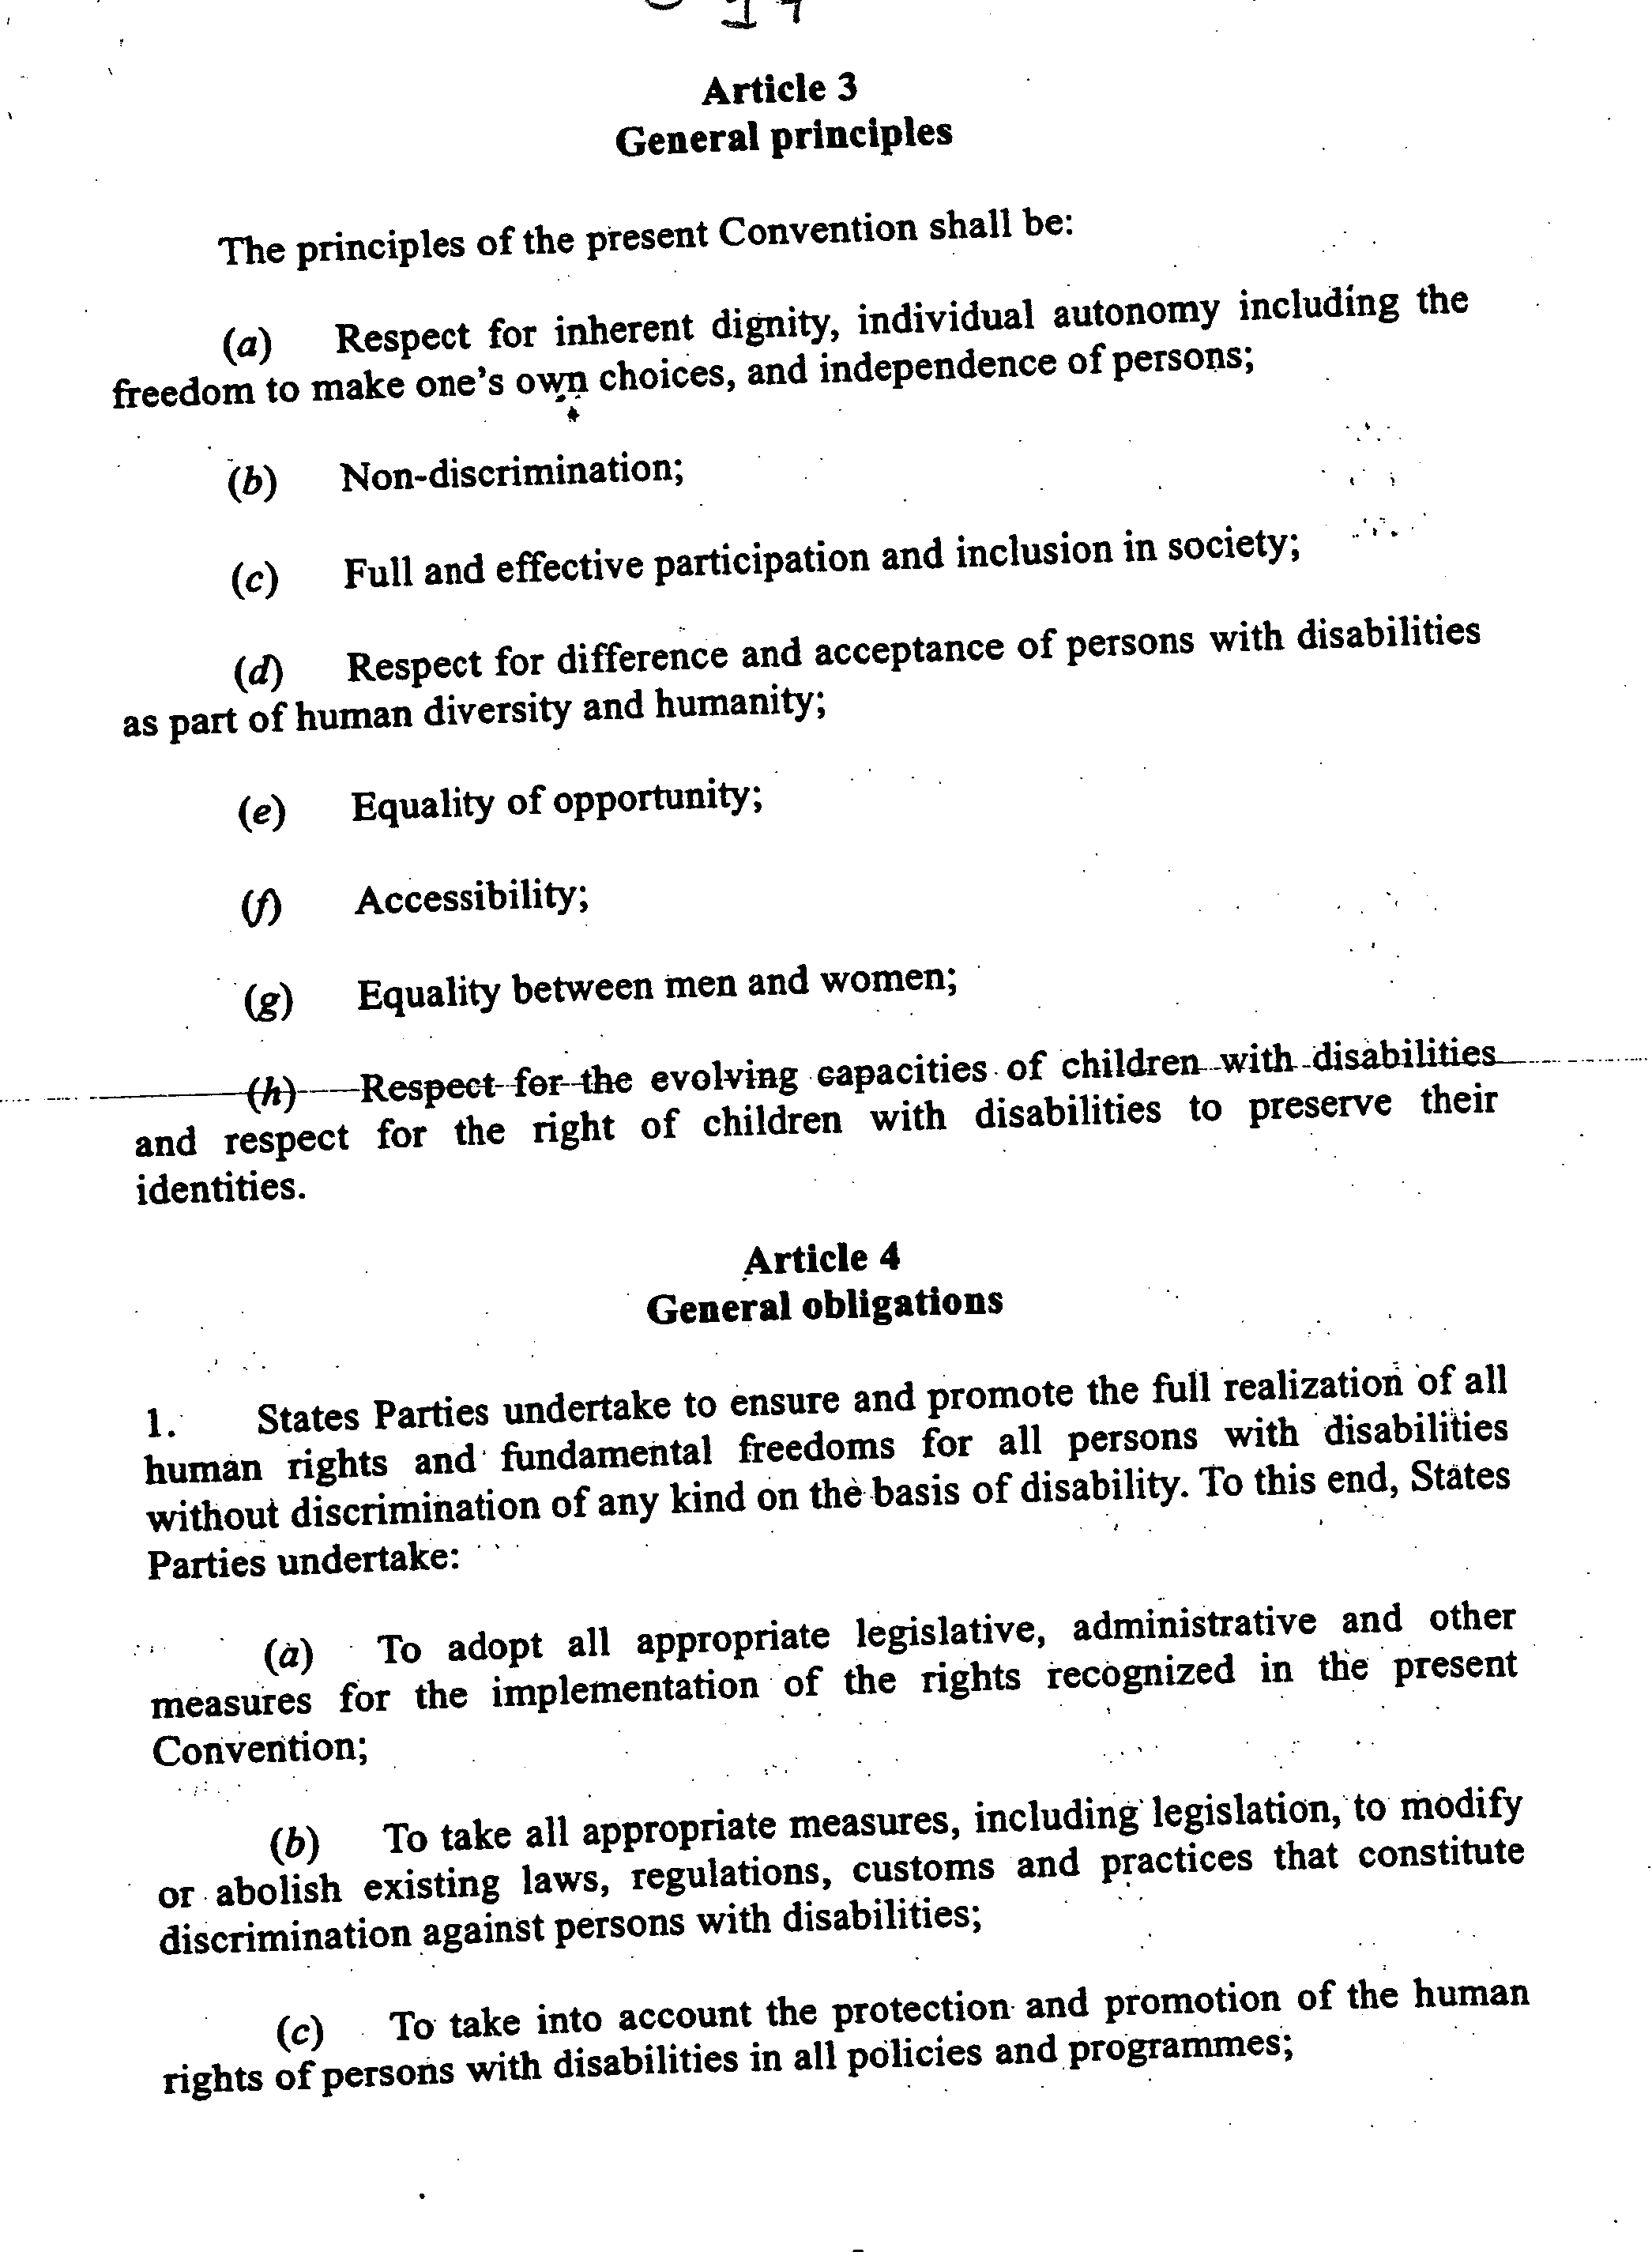 Article 3
General principles
The principles of the present Convention shall be:
(a) Respect for inherent dignity, individual autonomy including the
freedom to make one's own choices, and independence of persons;
(b) Non-discrimination;
(c) Full and effective participation and inclusion in society;
(d) Respect for difference and acceptance of persons with disabilities
as part of human diversity and humanity;
(e) Equality of opportunity;
(f) Accessibility;
(g) Equality between men and women;
(h) Respect for the evolving capacities of children with disabilities
and respect for the right of children with disabilities to preserve their
identities.
Article 4
General obligations
1. States Parties undertake to ensure and promote the full realization of all
human rights and fundamental freedoms for all persons with disabilities
without discrimination of any kind on the basis of disability. To this end, States
Parties undertake:
(a) To adopt all appropriate legislative, administrative and other
measures for the implementation of the rights recognized in the present
Convention;
(b) To take all appropriate measures, including legislation, to modify
or abolish existing laws, regulations, customs and practices that constitute
discrimination against persons with disabilities;
(c) To take into account the protection and promotion of the human
rights of persons with disabilities in all policies and programmes;